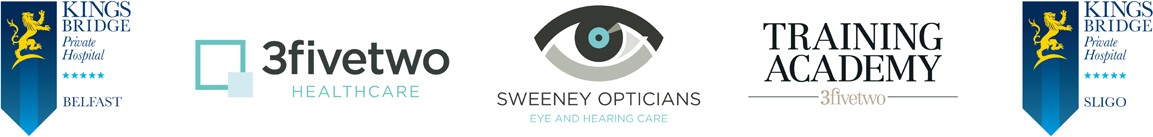 KINGS
BRIDGE
Private
Hospital
BELFAST
3fivetwo
HEALTHCARE
SWEENEY OPTICIANS
EYE AND HEARING CARE
TRAINING
ACADEMY
3fivetwo
KINGS
BRIDGE
Private
Hospital
SLIGO